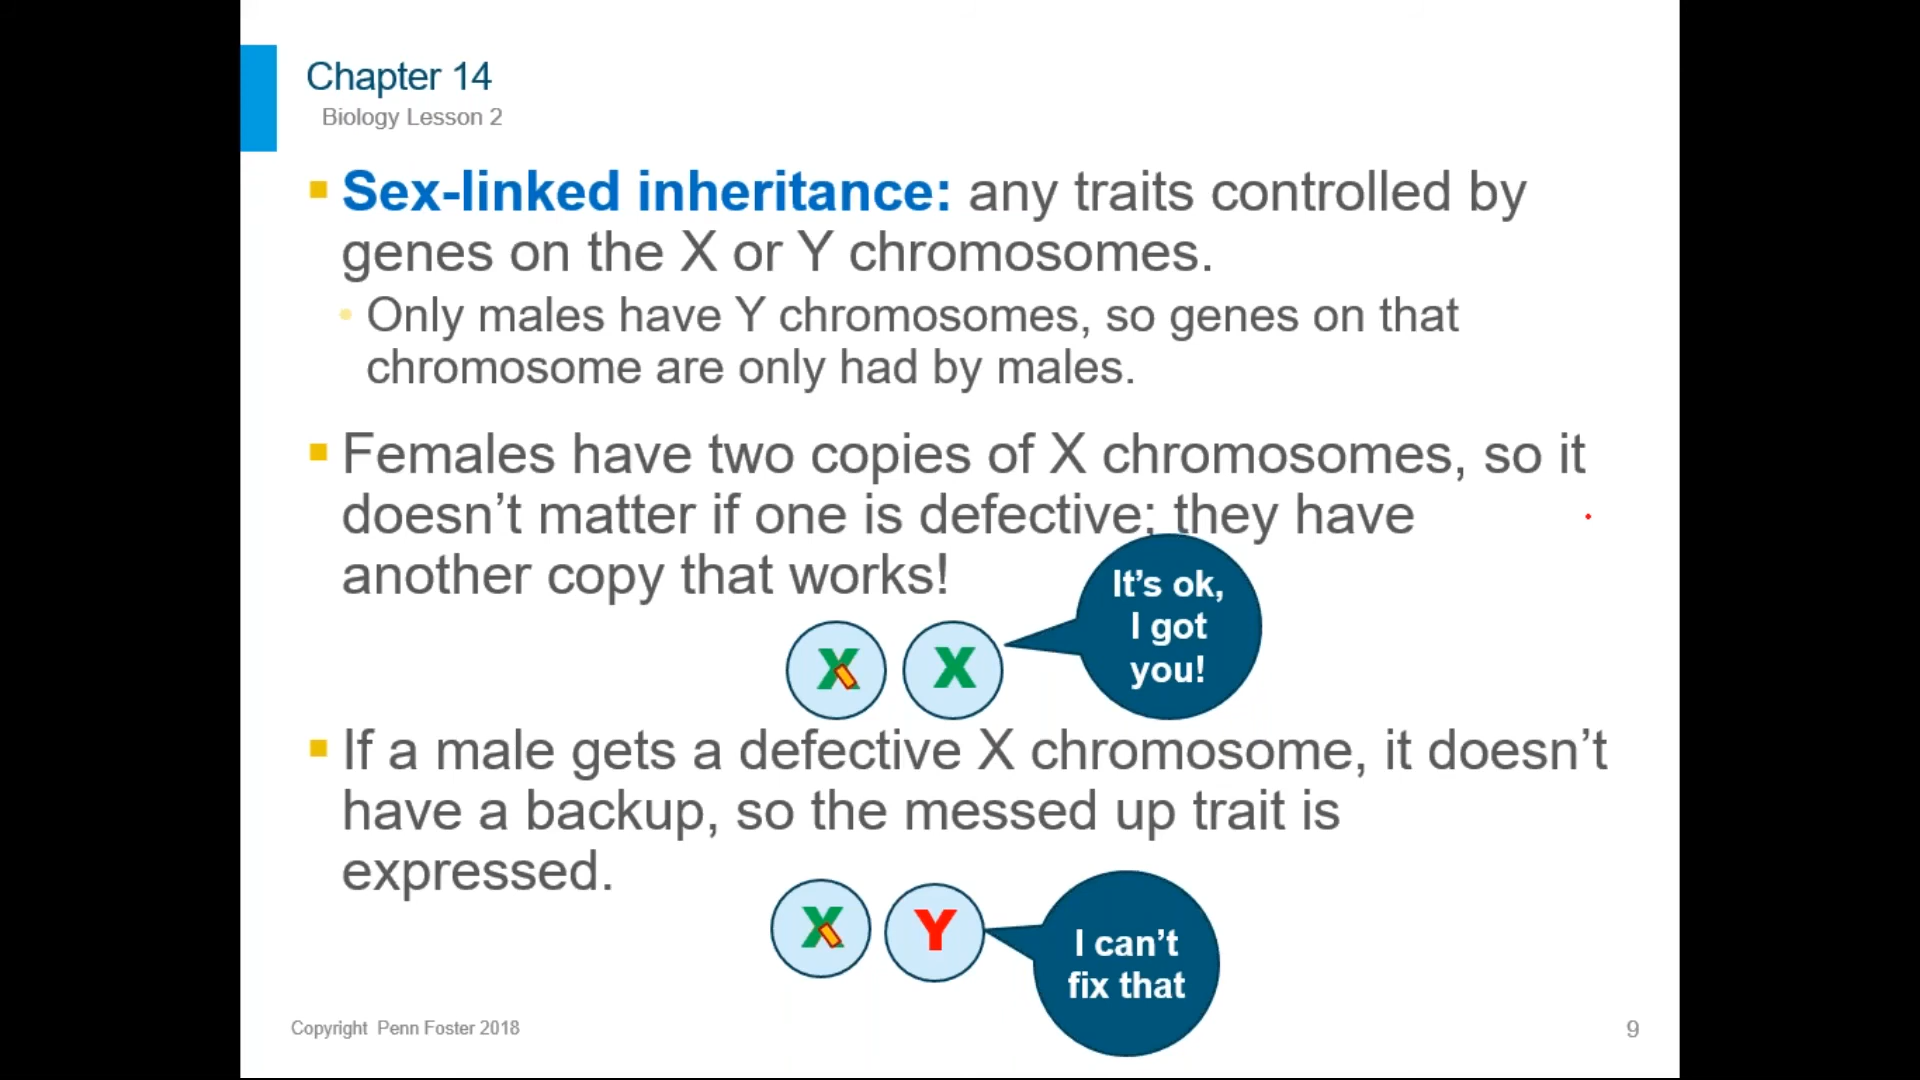 Chapter 14
Biology Lesson 2
Sex-linked inheritance: any traits controlled by
genes on the X or Y chromosomes.
Only males have Y chromosomes, so genes on that
chromosome are only had by males.
Females have two copies of X chromosomes, so it
doesn’t matter if one is defective; they have
another copy that works!
It’s ok,
I got
you!
X X
If a male gets a defective X chromosome, it doesn’t
have a backup, so the messed up trait is
expressed.
X Y
I can’t
fix that
Copyright Penn Foster 2018
9